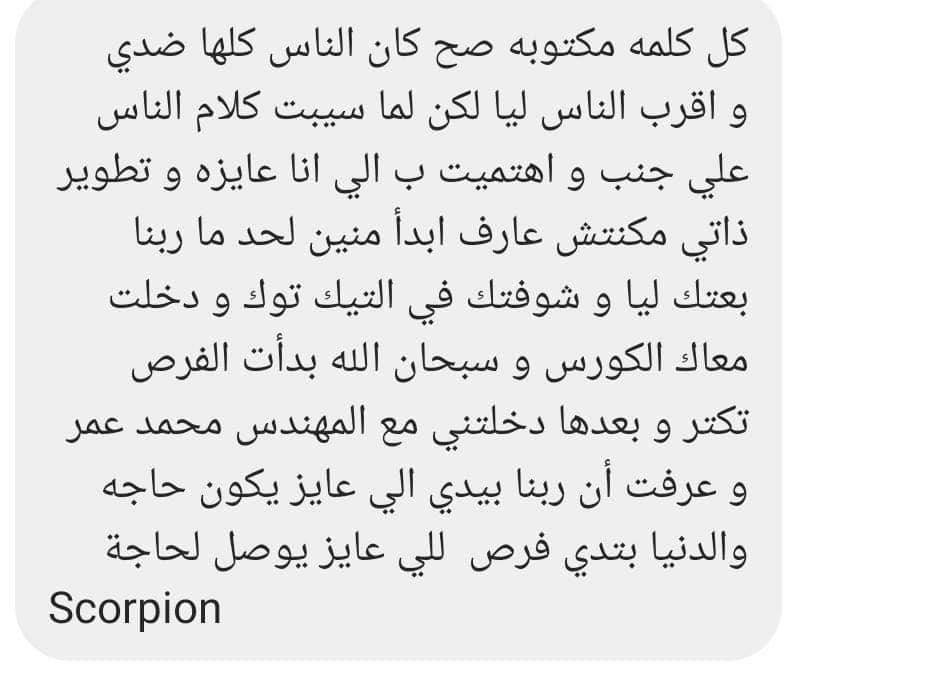 كل كلمه مكتوبه صح كان الناس كلها ضدي
و اقرب الناس ليا لكن لما سيبت كلام الناس
علي جنب و اهتميت ب الي انا عايزه و تطوير
ذاتي مكنتش عارف ابدأ منين لحد ما ربنا
بعتك ليا و شوفتك في التيك توك و دخلت
معاك الكورس و سبحان الله بدأت الفرص
تكتر و بعدها دخلتني مع المهندس محمد عمر
و عرفت أن ربنا بيدي الي عايز يكون حاجه
والدنيا بتدي فرص للي عايز يوصل لحاجة
Scorpion